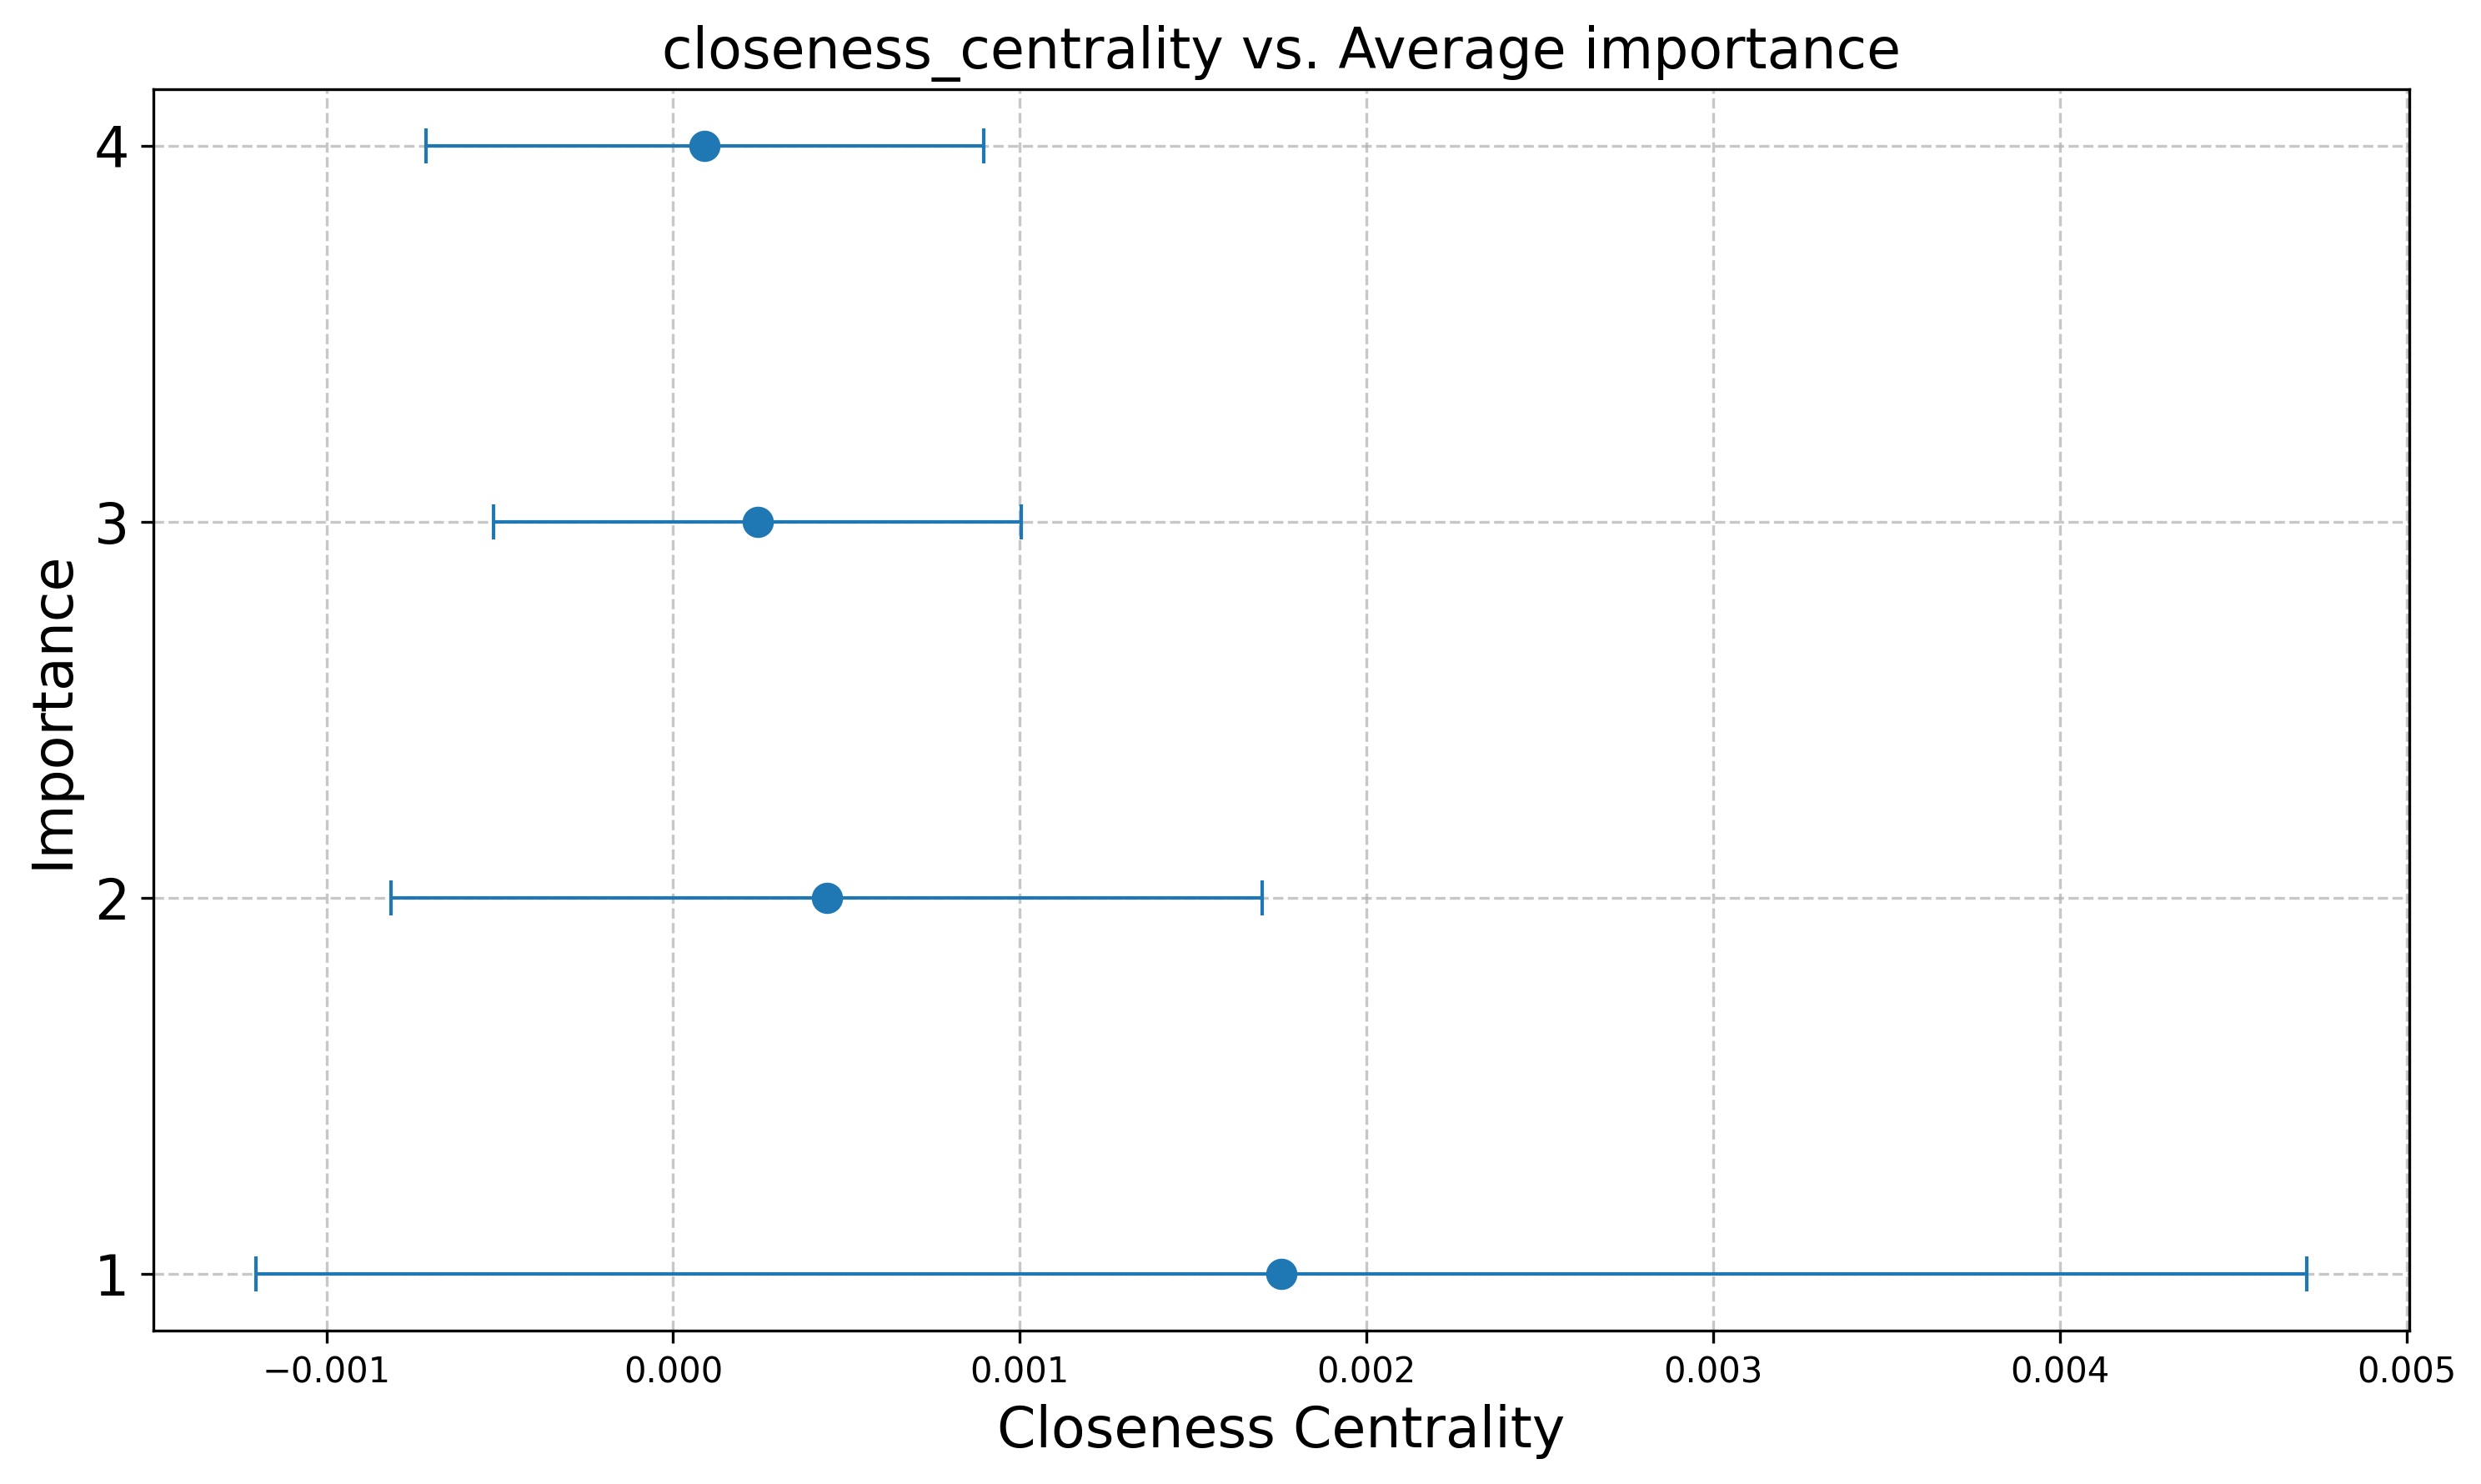 closeness_centrality vs. Average importance
4
3
2
1
Importance
−0.001 0.000 0.001 0.002 0.003 0.004 0.005
Closeness Centrality